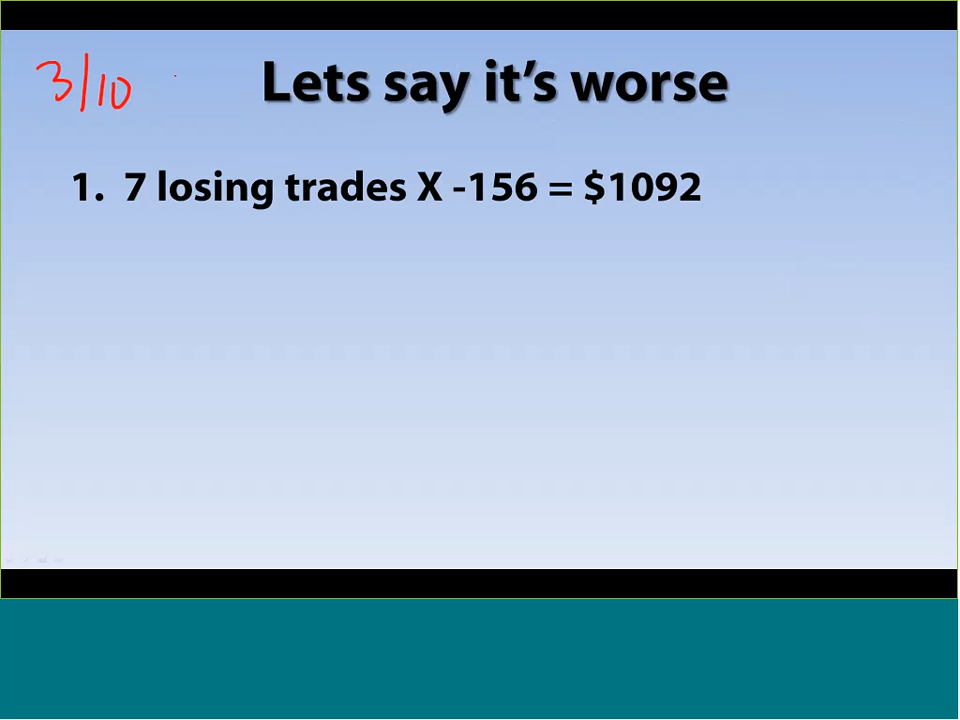 3/10
Lets say it’s worse
1. 7 losing trades X -156 = $1092